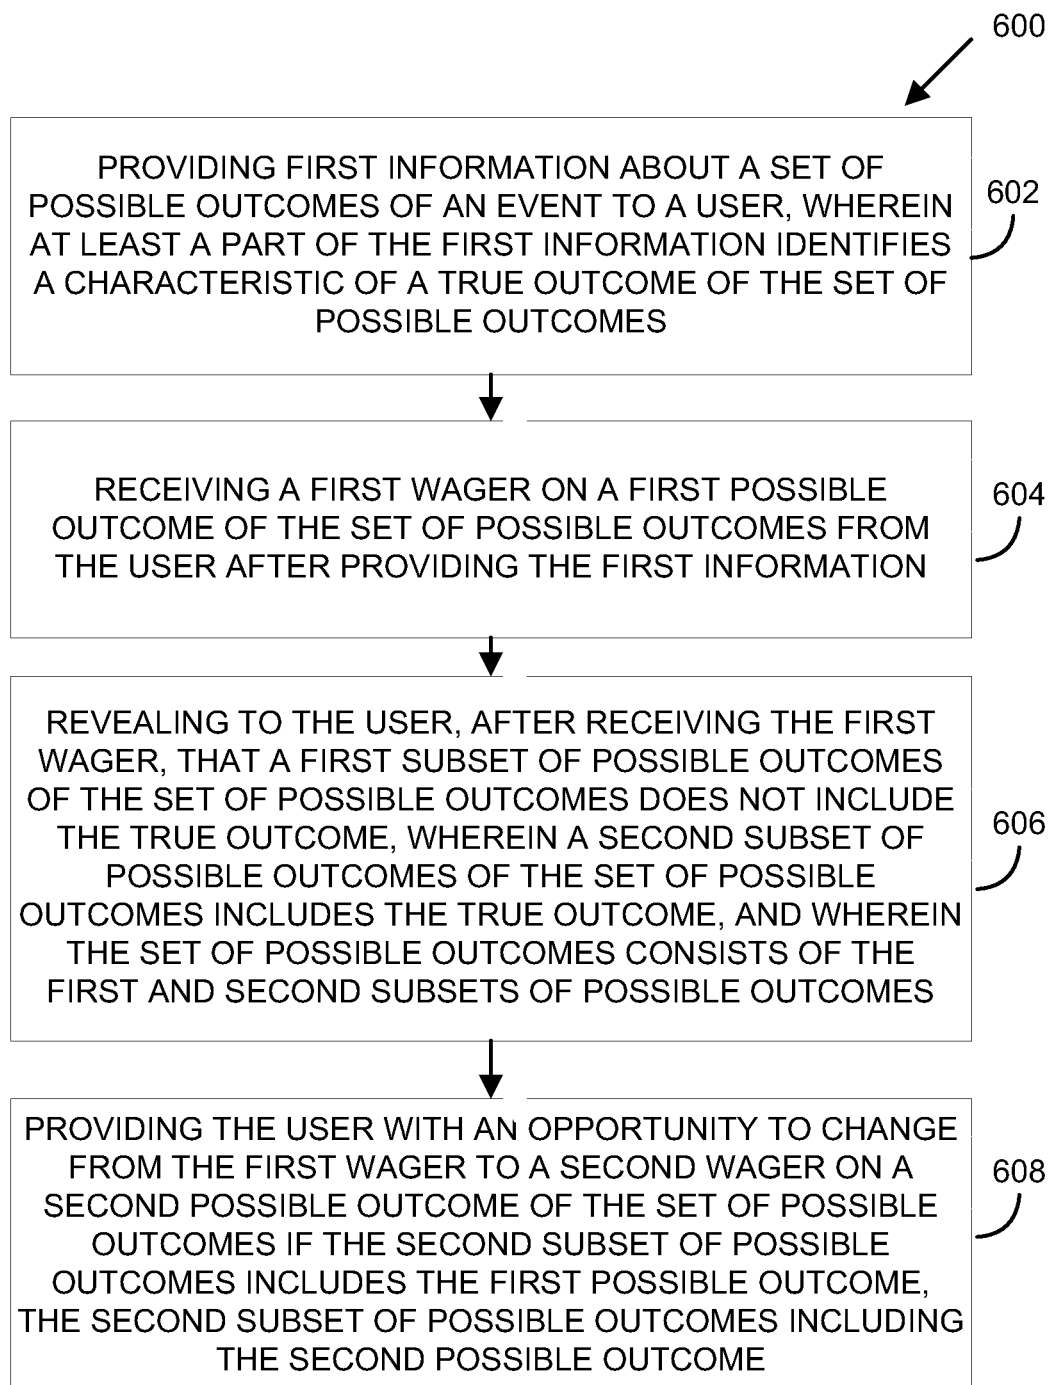 600
PROVIDING FIRST INFORMATION ABOUT A SET OF
POSSIBLE OUTCOMES OF AN EVENT TO A USER, WHEREIN
AT LEAST A PART OF THE FIRST INFORMATION IDENTIFIES
A CHARACTERISTIC OF A TRUE OUTCOME OF THE SET OF
POSSIBLE OUTCOMES
602
RECEIVING A FIRST WAGER ON A FIRST POSSIBLE
OUTCOME OF THE SET OF POSSIBLE OUTCOMES FROM
THE USER AFTER PROVIDING THE FIRST INFORMATION
604
REVEALING TO THE USER, AFTER RECEIVING THE FIRST
WAGER, THAT A FIRST SUBSET OF POSSIBLE OUTCOMES
OF THE SET OF POSSIBLE OUTCOMES DOES NOT INCLUDE
THE TRUE OUTCOME, WHEREIN A SECOND SUBSET OF
POSSIBLE OUTCOMES OF THE SET OF POSSIBLE
OUTCOMES INCLUDES THE TRUE OUTCOME, AND WHEREIN
THE SET OF POSSIBLE OUTCOMES CONSISTS OF THE
FIRST AND SECOND SUBSETS OF POSSIBLE OUTCOMES
606
PROVIDING THE USER WITH AN OPPORTUNITY TO CHANGE
FROM THE FIRST WAGER TO A SECOND WAGER ON A
SECOND POSSIBLE OUTCOME OF THE SET OF POSSIBLE
OUTCOMES IF THE SECOND SUBSET OF POSSIBLE
OUTCOMES INCLUDES THE FIRST POSSIBLE OUTCOME,
THE SECOND SUBSET OF POSSIBLE OUTCOMES INCLUDING
THE SECOND POSSIBLE OUTCOME
608